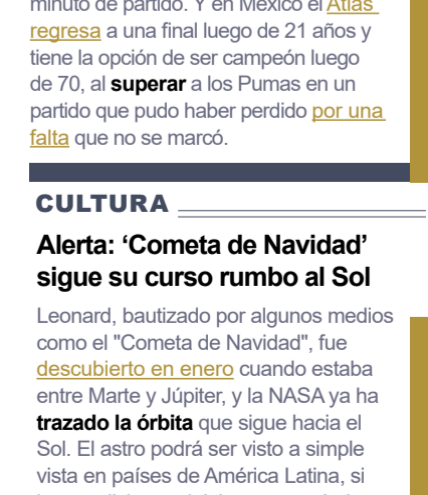 minuto de partido. Y en México el Atlas
regresa a una final luego de 21 años y
tiene la opción de ser campeón luego
de 70, al superar a los Pumas en un
partido que pudo haber perdido por una
falta que no se marcó.
CULTURA
Alerta: ‘Cometa de Navidad’
sigue su curso rumbo al Sol
Leonard, bautizado por algunos medios
como el "Cometa de Navidad", fue
descubierto en enero cuando estaba
entre Marte y Júpiter, y la NASA ya ha
trazado la órbita que sigue hacia el
Sol. El astro podrá ser visto a simple
vista en países de América Latina, si